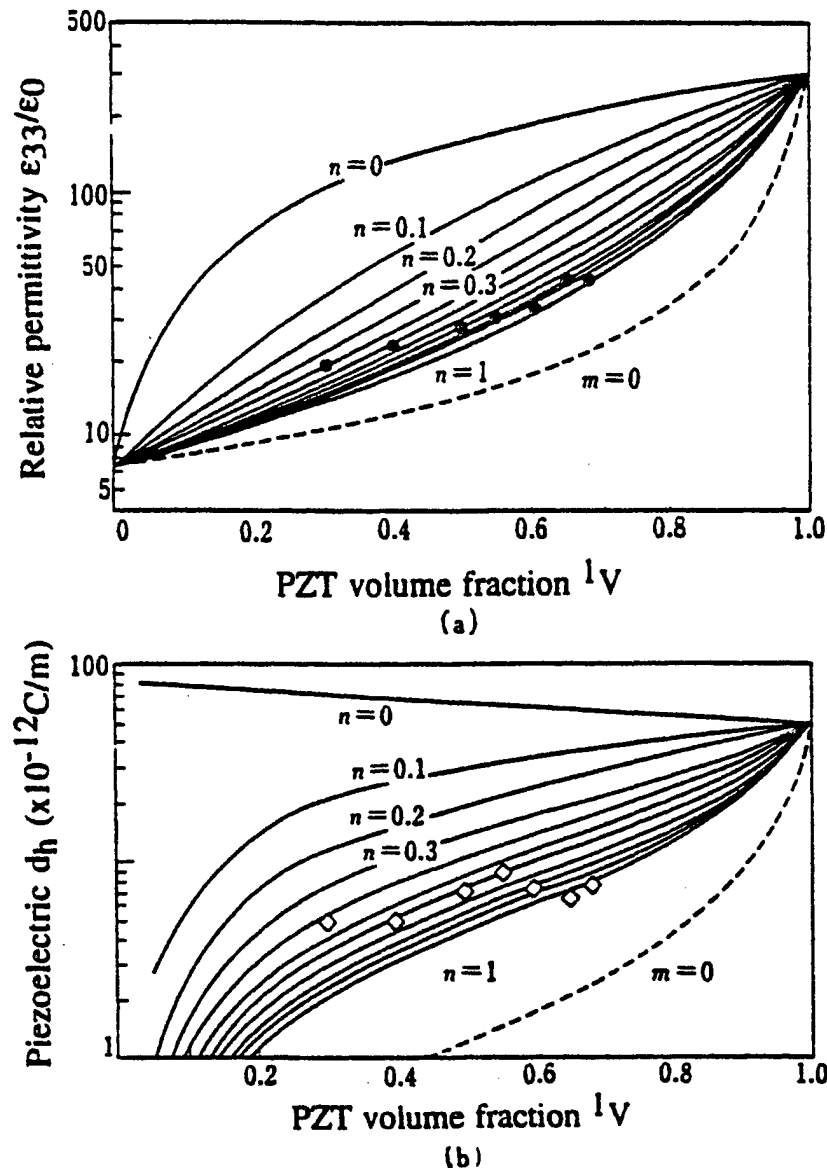 500
100
50
10
5
Relative permittivity ε33/ε0
n=0
n=0.1
n=0.2
n=0.3
n=1
m=0
0 0.2 0.4 0.6 0.8 1.0
PZT volume fraction ¹V
(a)
100
1
Piezoelectric dh (x10⁻¹²C/m)
n=0
n=0.1
n=0.2
n=0.3
n=1
m=0
0.2 0.4 0.6 0.8 1.0
PZT volume fraction ¹V
(b)